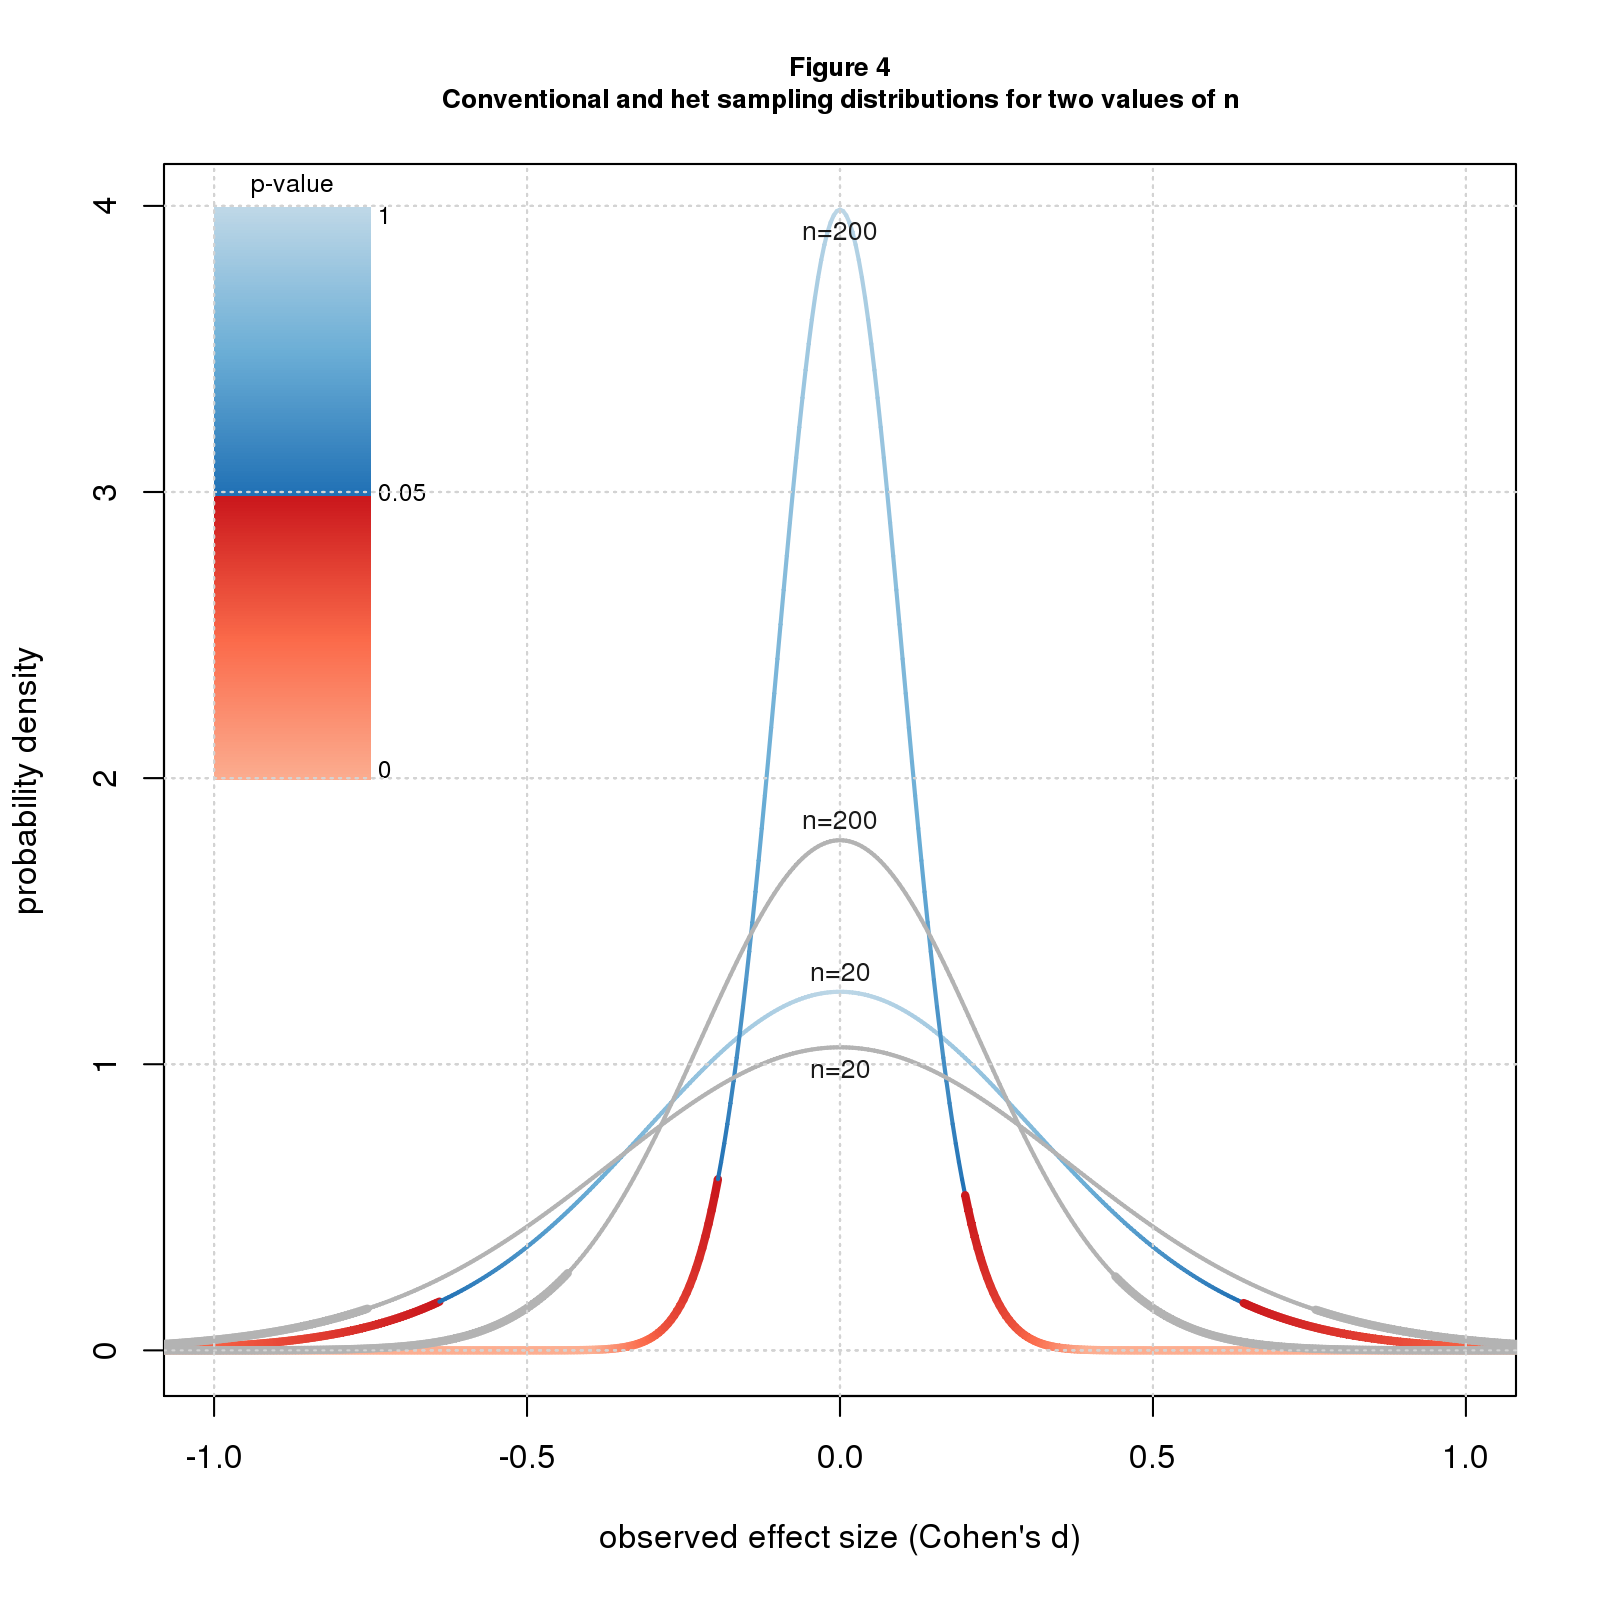 Figure 4
Conventional and het sampling distributions for two values of n
p-value
1
0.05
0
n=200
n=200
n=20
n=20
probability density
4
3
2
1
0
-1.0 -0.5 0.0 0.5 1.0
observed effect size (Cohen's d)